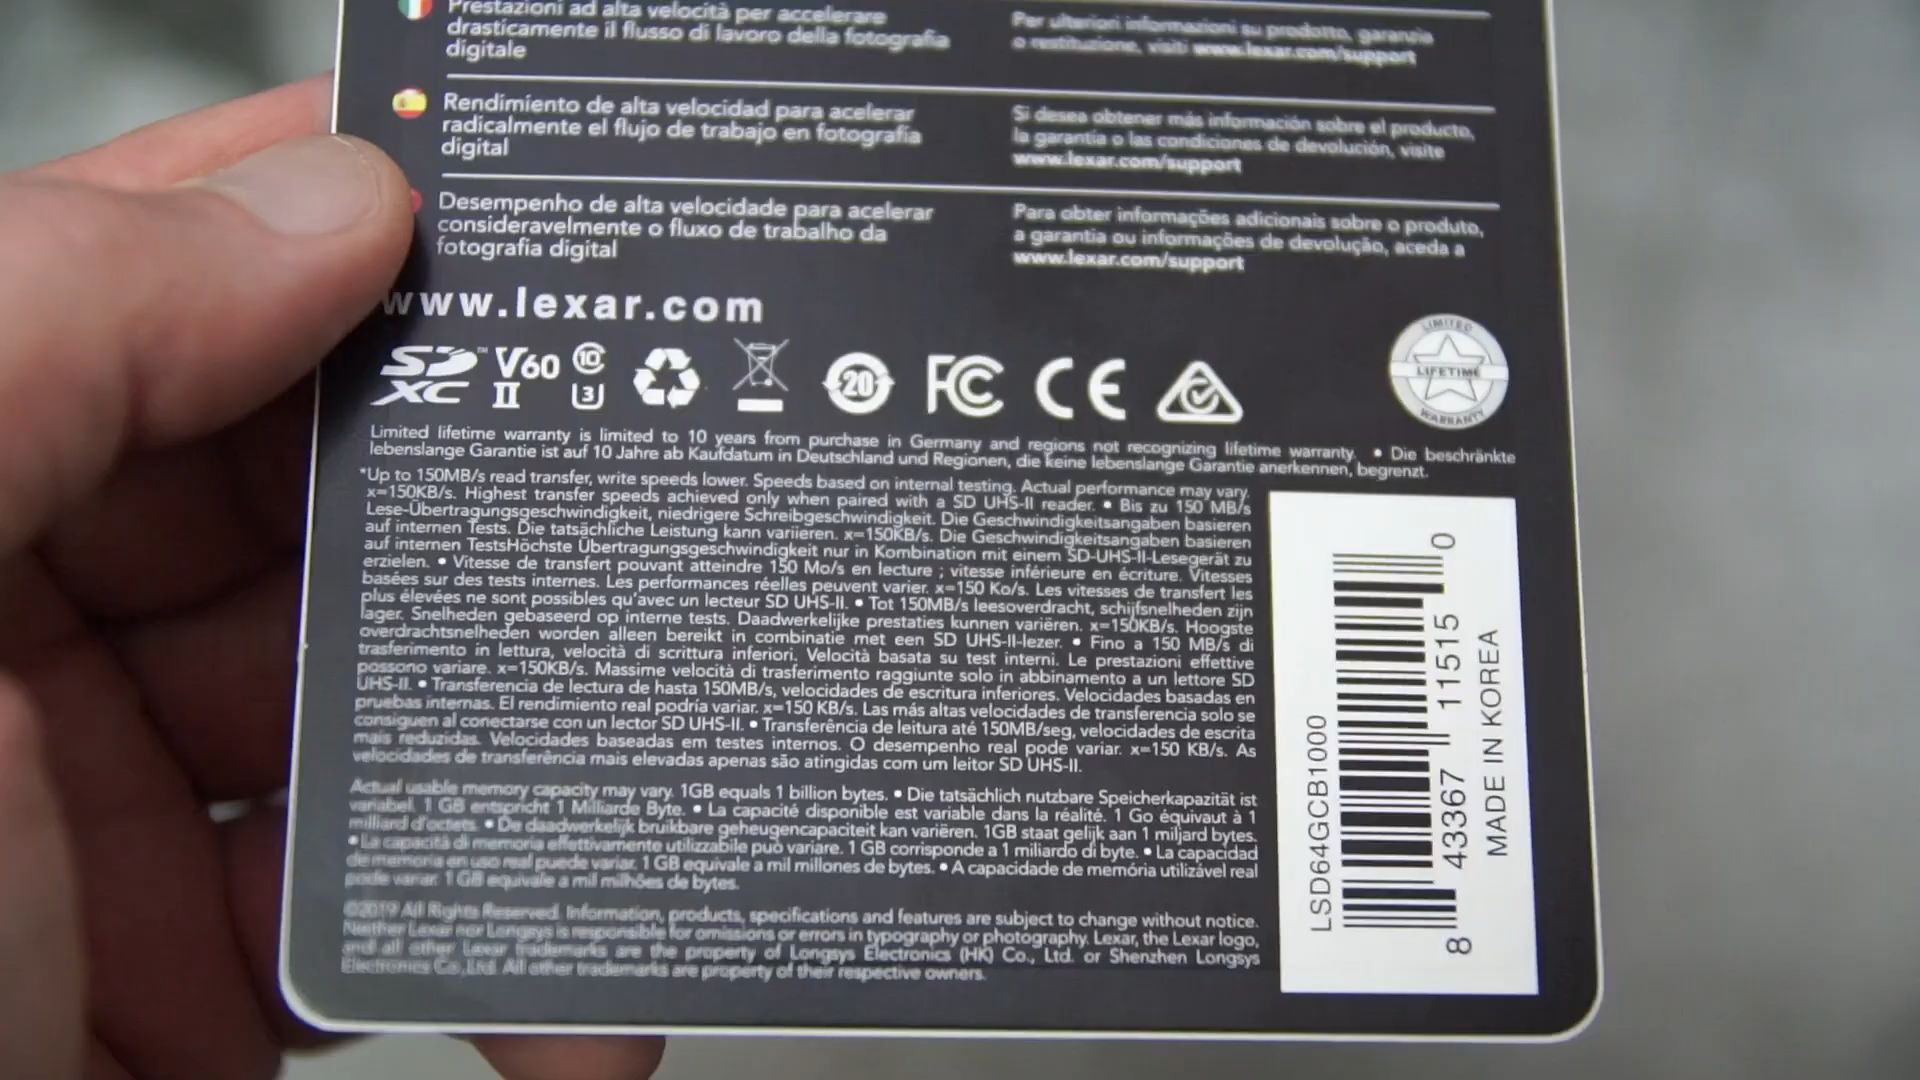 Prestazioni ad alta velocità per accelerare
drasticamente il flusso di lavoro della fotografia
digitale
Per ulteriori informazioni su prodotto, garanzia
o restituzione, visiti www.lexar.com/support
Rendimiento de alta velocidad para acelerar
radicalmente el flujo de trabajo en fotografía
digital
Si desea obtener más información sobre el producto,
la garantía o las condiciones de devolución, visite
www.lexar.com/support
Desempenho de alta velocidade para acelerar
consideravelmente o fluxo de trabalho da
fotografia digital
Para obter informações adicionais sobre o produto,
a garantia ou informações de devolução, aceda a
www.lexar.com/support
www.lexar.com
SD XC™ II V60 10 3 20 FC CE
LIMITED LIFETIME WARRANTY
Limited lifetime warranty is limited to 10 years from purchase in Germany and regions not recognizing lifetime warranty. • Die beschränkte
lebenslange Garantie ist auf 10 Jahre ab Kaufdatum in Deutschland und Regionen, die keine lebenslange Garantie anerkennen, begrenzt.
*Up to 150MB/s read transfer, write speeds lower. Speeds based on internal testing. Actual performance may vary.
x=150KB/s. Highest transfer speeds achieved only when paired with a SD UHS-II reader. • Bis zu 150 MB/s
Lese-Übertragungsgeschwindigkeit, niedrigere Schreibgeschwindigkeit. Die Geschwindigkeitsangaben basieren
auf internen Tests. Die tatsächliche Leistung kann variieren. x=150KB/s. Die Geschwindigkeitsangaben basieren
auf internen TestsHöchste Übertragungsgeschwindigkeit nur in Kombination mit einem SD-UHS-II-Lesegerät zu
erzielen. • Vitesse de transfert pouvant atteindre 150 Mo/s en lecture ; vitesse inférieure en écriture. Vitesses
basées sur des tests internes. Les performances réelles peuvent varier. x=150 Ko/s. Les vitesses de transfert les
plus élevées ne sont possibles qu'avec un lecteur SD UHS-II. • Tot 150MB/s leesoverdracht, schijfsnelheden zijn
lager. Snelheden gebaseerd op interne tests. Daadwerkelijke prestaties kunnen variëren. x=150KB/s. Hoogste
overdrachtsnelheden worden alleen bereikt in combinatie met een SD UHS-II-lezer. • Fino a 150 MB/s di
trasferimento in lettura, velocità di scrittura inferiori. Velocità basata su test interni. Le prestazioni effettive
possono variare. x=150KB/s. Massime velocità di trasferimento raggiunte solo in abbinamento a un lettore SD
UHS-II. • Transferencia de lectura de hasta 150MB/s, velocidades de escritura inferiores. Velocidades basadas en
pruebas internas. El rendimiento real podría variar. x=150 KB/s. Las más altas velocidades de transferencia solo se
consiguen al conectarse con un lector SD UHS-II. • Transferência de leitura até 150MB/seg, velocidades de escrita
mais reduzidas. Velocidades baseadas em testes internos. O desempenho real pode variar. x=150 KB/s. As
velocidades de transferência mais elevadas apenas são atingidas com um leitor SD UHS-II.
Actual usable memory capacity may vary. 1GB equals 1 billion bytes. • Die tatsächlich nutzbare Speicherkapazität ist
variabel. 1 GB entspricht 1 Milliarde Byte. • La capacité disponible est variable dans la réalité. 1 Go équivaut à 1
milliard d'octets. • De daadwerkelijk bruikbare geheugencapaciteit kan variëren. 1GB staat gelijk aan 1 miljard bytes.
• La capacità di memoria effettivamente utilizzabile può variare. 1 GB corrisponde a 1 miliardo di byte. • La capacidad
de memoria en uso real puede variar. 1 GB equivale a mil millones de bytes. • A capacidade de memória utilizável real
pode variar. 1 GB equivale a mil milhões de bytes.
©2019 All Rights Reserved. Information, products, specifications and features are subject to change without notice.
Neither Lexar nor Longsys is responsible for omissions or errors in typography or photography. Lexar, the Lexar logo,
and all other Lexar trademarks are the property of Longsys Electronics (HK) Co., Ltd. or Shenzhen Longsys
Electronics Co., Ltd. All other trademarks are property of their respective owners.
LSD64GCB1000
8 43367 11515 0
MADE IN KOREA